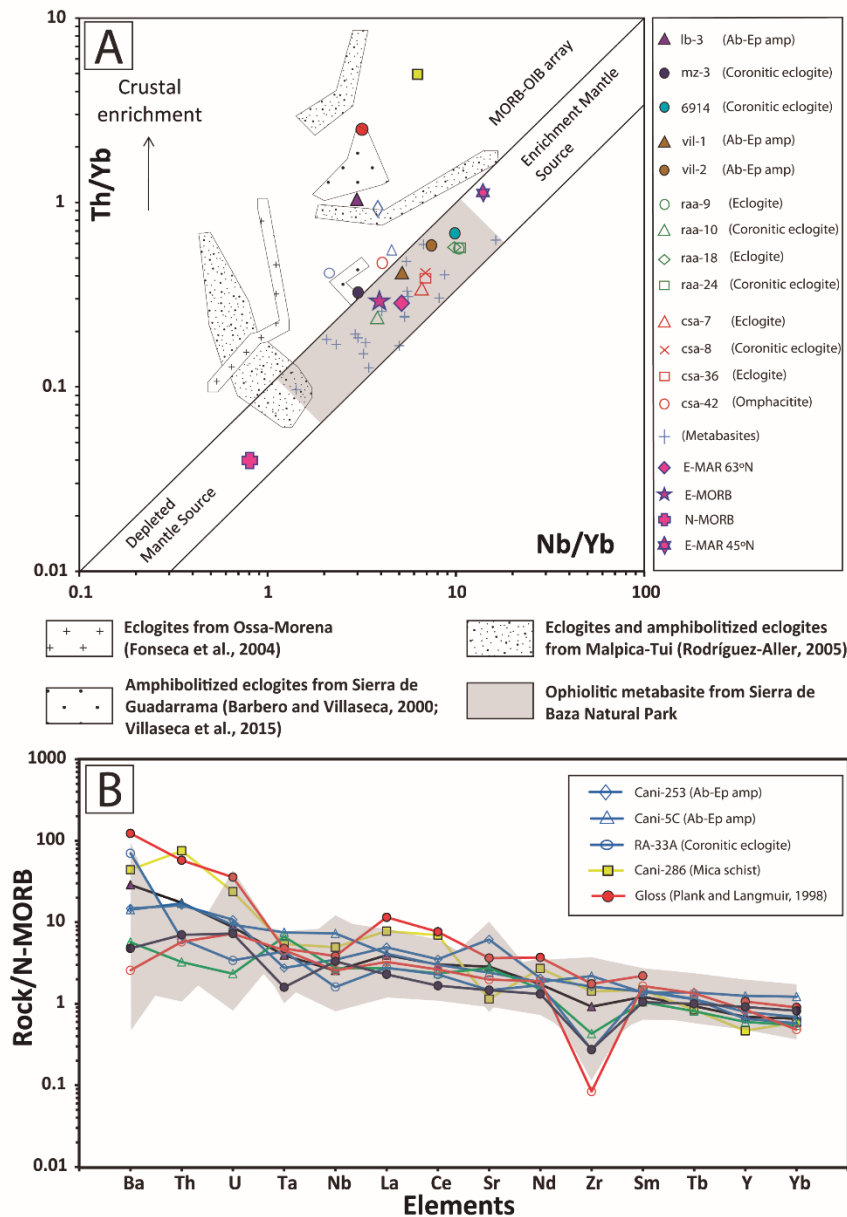 A
10
1
0.1
0.01
Th/Yb
Crustal
enrichment
MORB-OIB array
Enrichment Mantle
Source
Depleted
Mantle Source
Nb/Yb
0.1
1
10
100
lb-3 (Ab-Ep amp)
mz-3 (Coronitic eclogite)
6914 (Coronitic eclogite)
vil-1 (Ab-Ep amp)
vil-2 (Ab-Ep amp)
raa-9 (Eclogite)
raa-10 (Coronitic eclogite)
raa-18 (Eclogite)
raa-24 (Coronitic eclogite)
csa-7 (Eclogite)
csa-8 (Coronitic eclogite)
csa-36 (Eclogite)
csa-42 (Omphacitite)
(Metabasites)
E-MAR 63ºN
E-MORB
N-MORB
E-MAR 45ºN
Eclogites from Ossa-Morena
(Fonseca et al., 2004)
Eclogites and amphibolitized eclogites
from Malpica-Tui (Rodríguez-Aller, 2005)
Amphibolitized eclogites from Sierra de
Guadarrama (Barbero and Villaseca, 2000;
Villaseca et al., 2015)
Ophiolitic metabasite from Sierra de
Baza Natural Park
B
1000
100
10
1
0.1
0.01
Rock/N-MORB
Cani-253 (Ab-Ep amp)
Cani-5C (Ab-Ep amp)
RA-33A (Coronitic eclogite)
Cani-286 (Mica schist)
Gloss (Plank and Langmuir, 1998)
Ba Th U Ta Nb La Ce Sr Nd Zr Sm Tb Y Yb
Elements